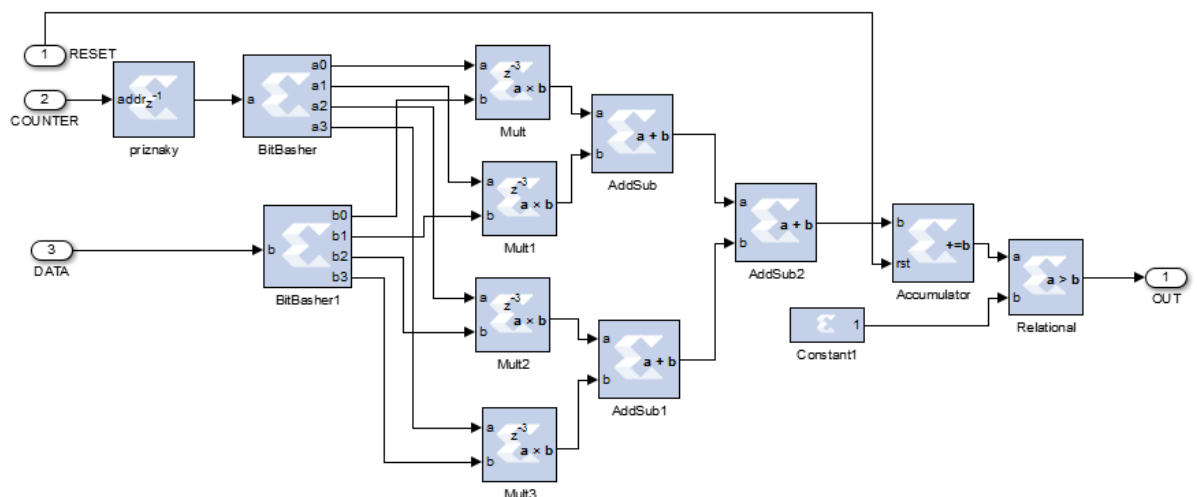 1 RESET
2
COUNTER
addr z⁻¹
priznaky
a
a0
a1
a2
a3
BitBasher
3
DATA
b
b0
b1
b2
b3
BitBasher1
a
b
z⁻³
a × b
Mult
a
b
z⁻³
a × b
Mult1
a
b
z⁻³
a × b
Mult2
a
b
z⁻³
a × b
Mult3
a
b
a + b
AddSub
a
b
a + b
AddSub1
a
b
a + b
AddSub2
b
rst
+=b
Accumulator
1
Constant1
a
b
a > b
Relational
1
OUT